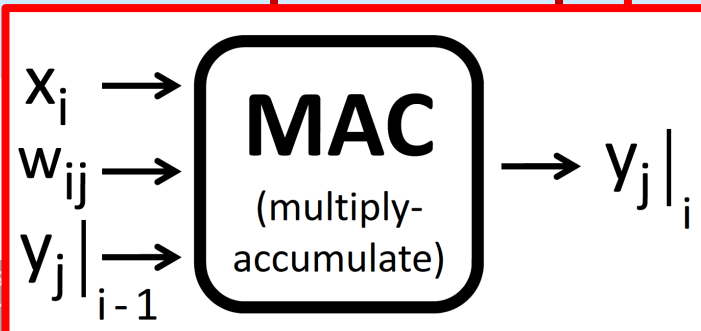 x_i
w_ij
y_j|_i-1
MAC
(multiply-
accumulate)
y_j|_i